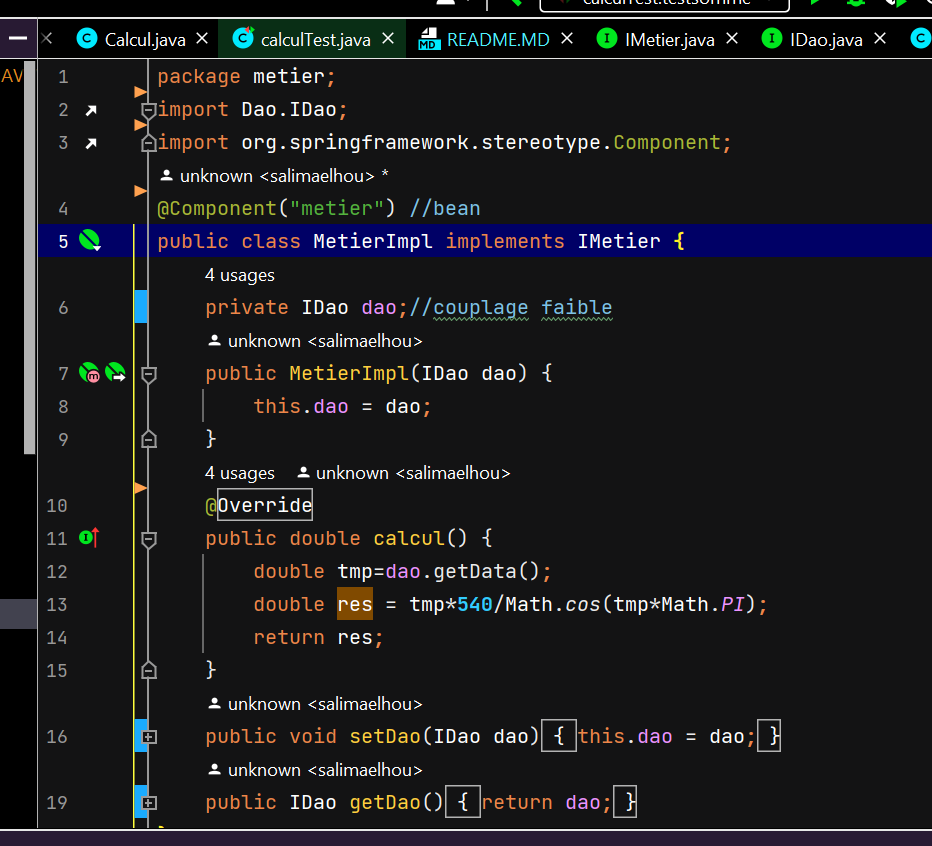 Calcul.java calculTest.java README.MD IMetier.java IDao.java
AV
1 package metier;
2 import Dao.IDao;
3 import org.springframework.stereotype.Component;
unknown <salimaelhou> *
4 @Component("metier") //bean
5 public class MetierImpl implements IMetier {
4 usages
6 private IDao dao;//couplage faible
unknown <salimaelhou>
7 public MetierImpl(IDao dao) {
8 this.dao = dao;
9 }
4 usages unknown <salimaelhou>
10 @Override
11 public double calcul() {
12 double tmp=dao.getData();
13 double res = tmp*540/Math.cos(tmp*Math.PI);
14 return res;
15 }
unknown <salimaelhou>
16 public void setDao(IDao dao) { this.dao = dao; }
unknown <salimaelhou>
19 public IDao getDao() { return dao; }